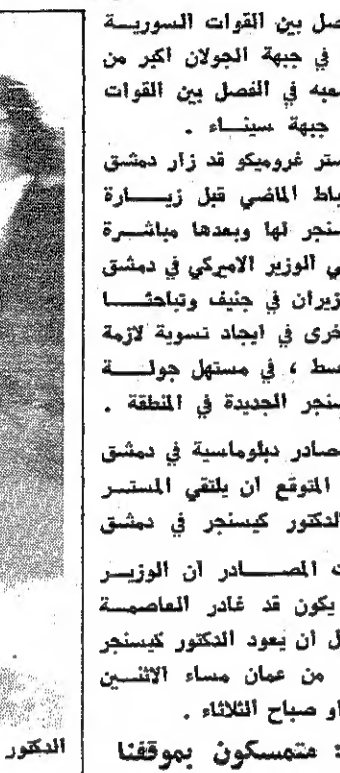 صل بين القوات السورية
في جبهة الجولان اكبر من
عبه في الفصل بين القوات
جبهة سيناء .
ستر غروميكو قد زار دمشق
باط الماضي قبل زيارة
سنجر لها وبعدها مباشرة
ي الوزير الاميركي في دمشق
زيران في جنيف وتباحثا
خرى في ايجاد تسوية لازمة
سط ، في مستهل جولة
سنجر الجديدة في المنطقة .
صادر دبلوماسية في دمشق
المتوقع ان يلتقي المستر
الدكتور كيسنجر في دمشق
ت المصادر ان الوزير
يكون قد غادر العاصمة
ل ان يعود الدكتور كيسنجر
من عمان مساء الاثنين
او صباح الثلاثاء .
: متمسكون بموقفنا
الدكتور